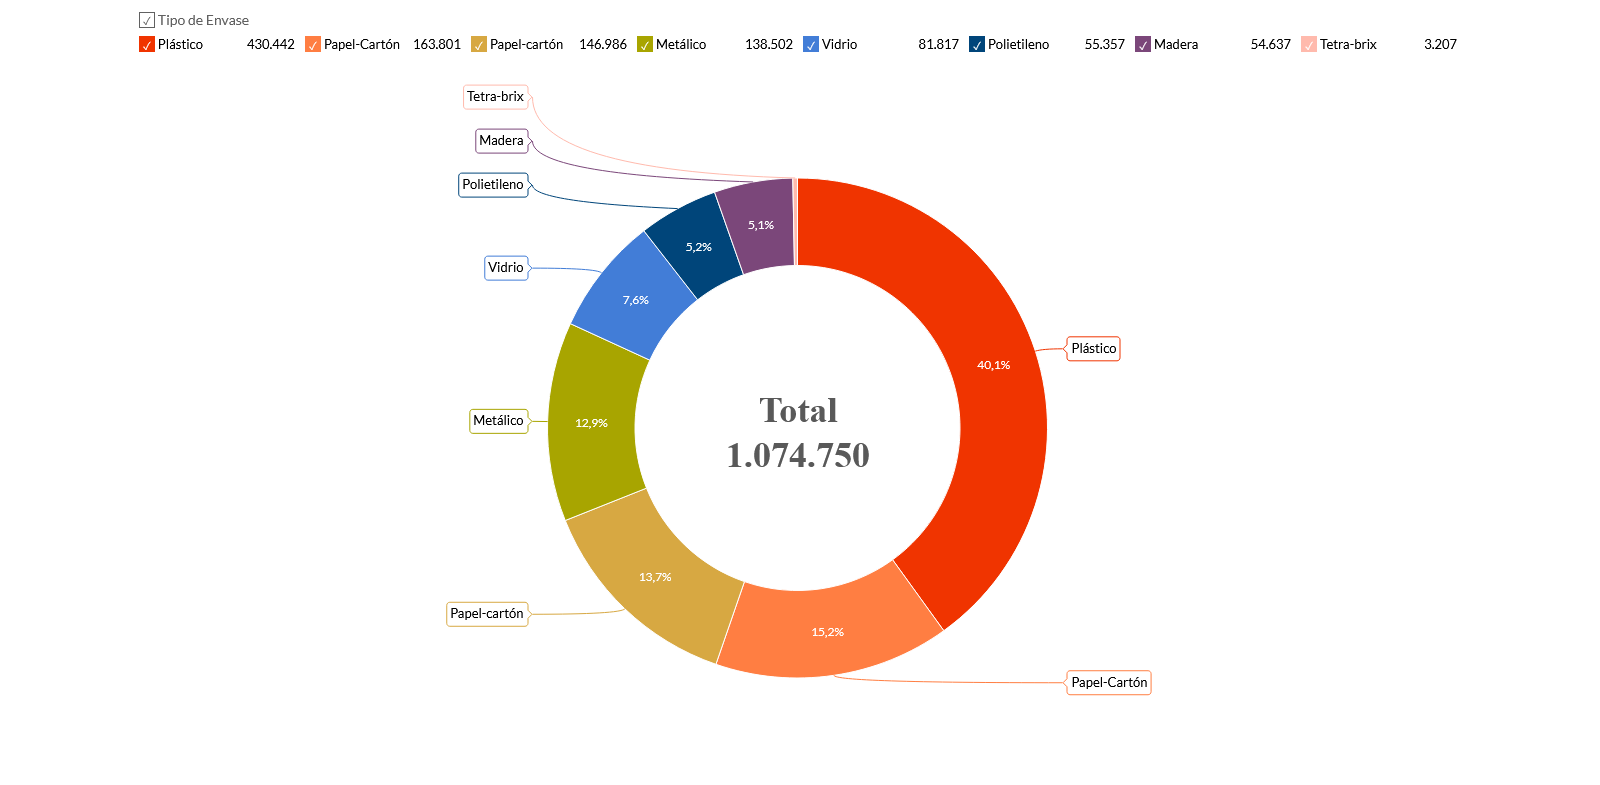 Tipo de Envase
Plástico 430.442 Papel-Cartón 163.801 Papel-cartón 146.986 Metálico 138.502 Vidrio 81.817 Polietileno 55.357 Madera 54.637 Tetra-brix 3.207
Tetra-brix
Madera
Polietileno
5,1%
5,2%
Vidrio
7,6%
Plástico
40,1%
Total
1.074.750
Metálico
12,9%
13,7%
Papel-cartón
15,2%
Papel-Cartón